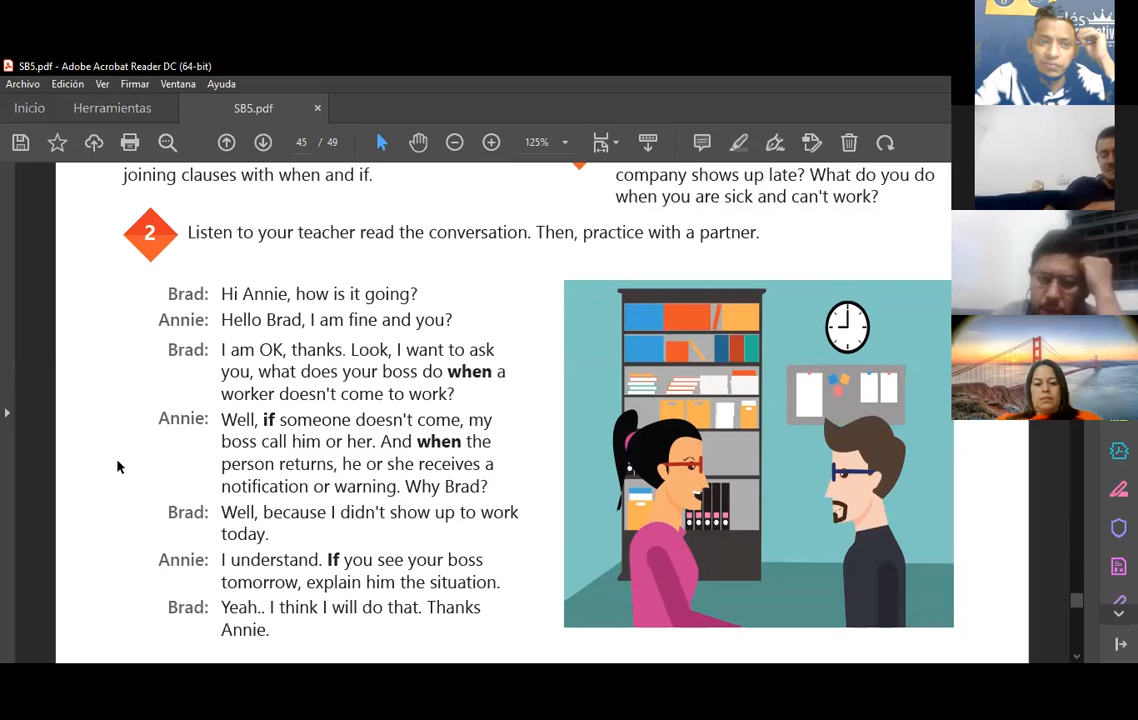 SB5.pdf - Adobe Acrobat Reader DC (64-bit)
Archivo Edición Ver Firmar Ventana Ayuda
Inicio Herramientas SB5.pdf ×
45 / 49 125%
joining clauses with when and if.
company shows up late? What do you do
when you are sick and can't work?
2 Listen to your teacher read the conversation. Then, practice with a partner.
Brad: Hi Annie, how is it going?
Annie: Hello Brad, I am fine and you?
Brad: I am OK, thanks. Look, I want to ask
you, what does your boss do when a
worker doesn't come to work?
Annie: Well, if someone doesn't come, my
boss call him or her. And when the
person returns, he or she receives a
notification or warning. Why Brad?
Brad: Well, because I didn't show up to work
today.
Annie: I understand. If you see your boss
tomorrow, explain him the situation.
Brad: Yeah.. I think I will do that. Thanks
Annie.